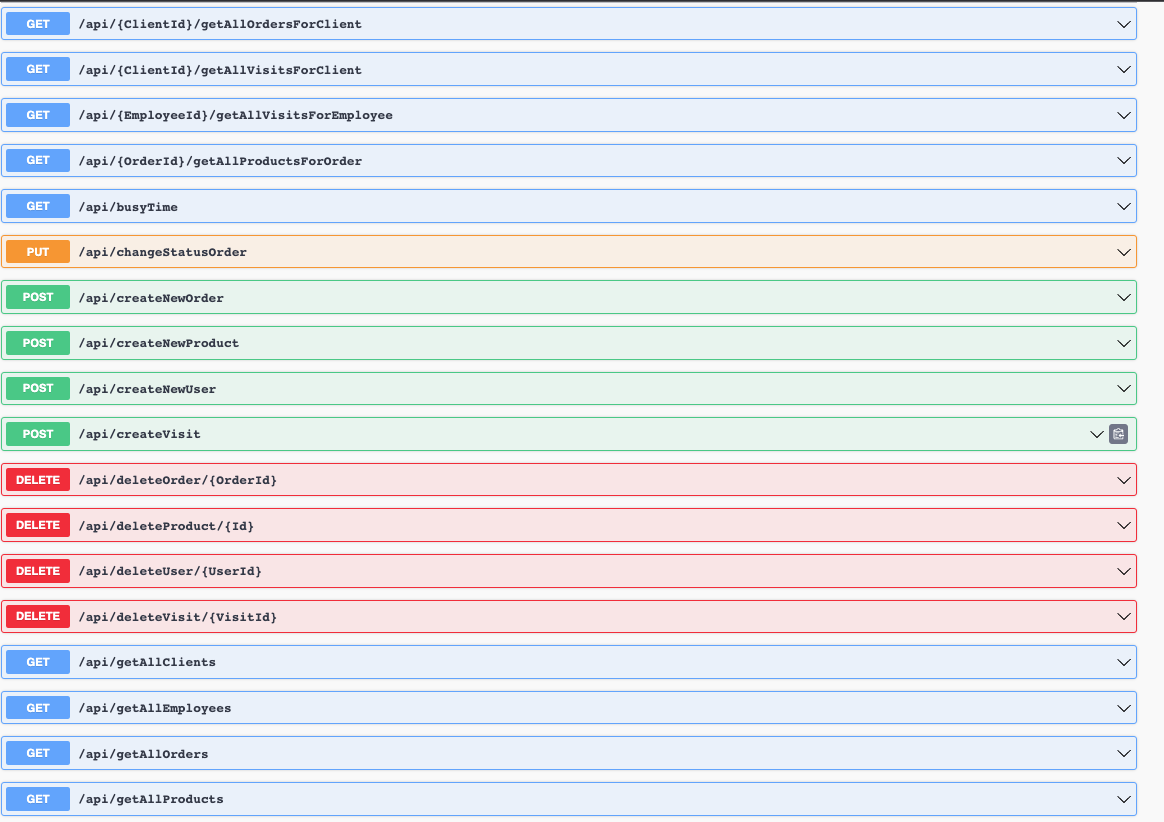 GET /api/{ClientId}/getAllOrdersForClient
GET /api/{ClientId}/getAllVisitsForClient
GET /api/{EmployeeId}/getAllVisitsForEmployee
GET /api/{OrderId}/getAllProductsForOrder
GET /api/busyTime
PUT /api/changeStatusOrder
POST /api/createNewOrder
POST /api/createNewProduct
POST /api/createNewUser
POST /api/createVisit
DELETE /api/deleteOrder/{OrderId}
DELETE /api/deleteProduct/{Id}
DELETE /api/deleteUser/{UserId}
DELETE /api/deleteVisit/{VisitId}
GET /api/getAllClients
GET /api/getAllEmployees
GET /api/getAllOrders
GET /api/getAllProducts